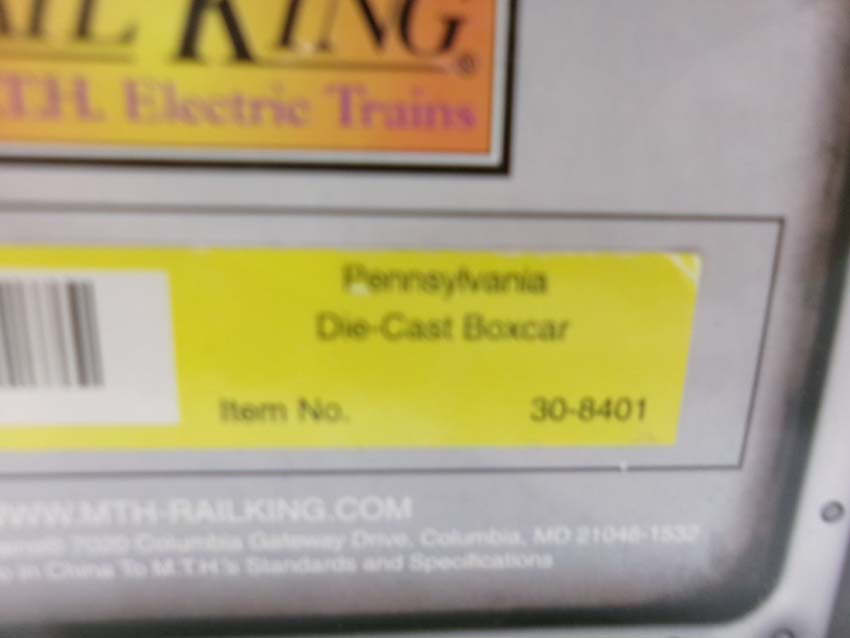 AIL KING®
.T.H. Electric Trains
Pennsylvania
Die-Cast Boxcar
Item No. 30-8401
WWW.MTH-RAILKING.COM
7020 Columbia Gateway Drive, Columbia, MD 21046-1532
in China To M.T.H.'s Standards and Specifications